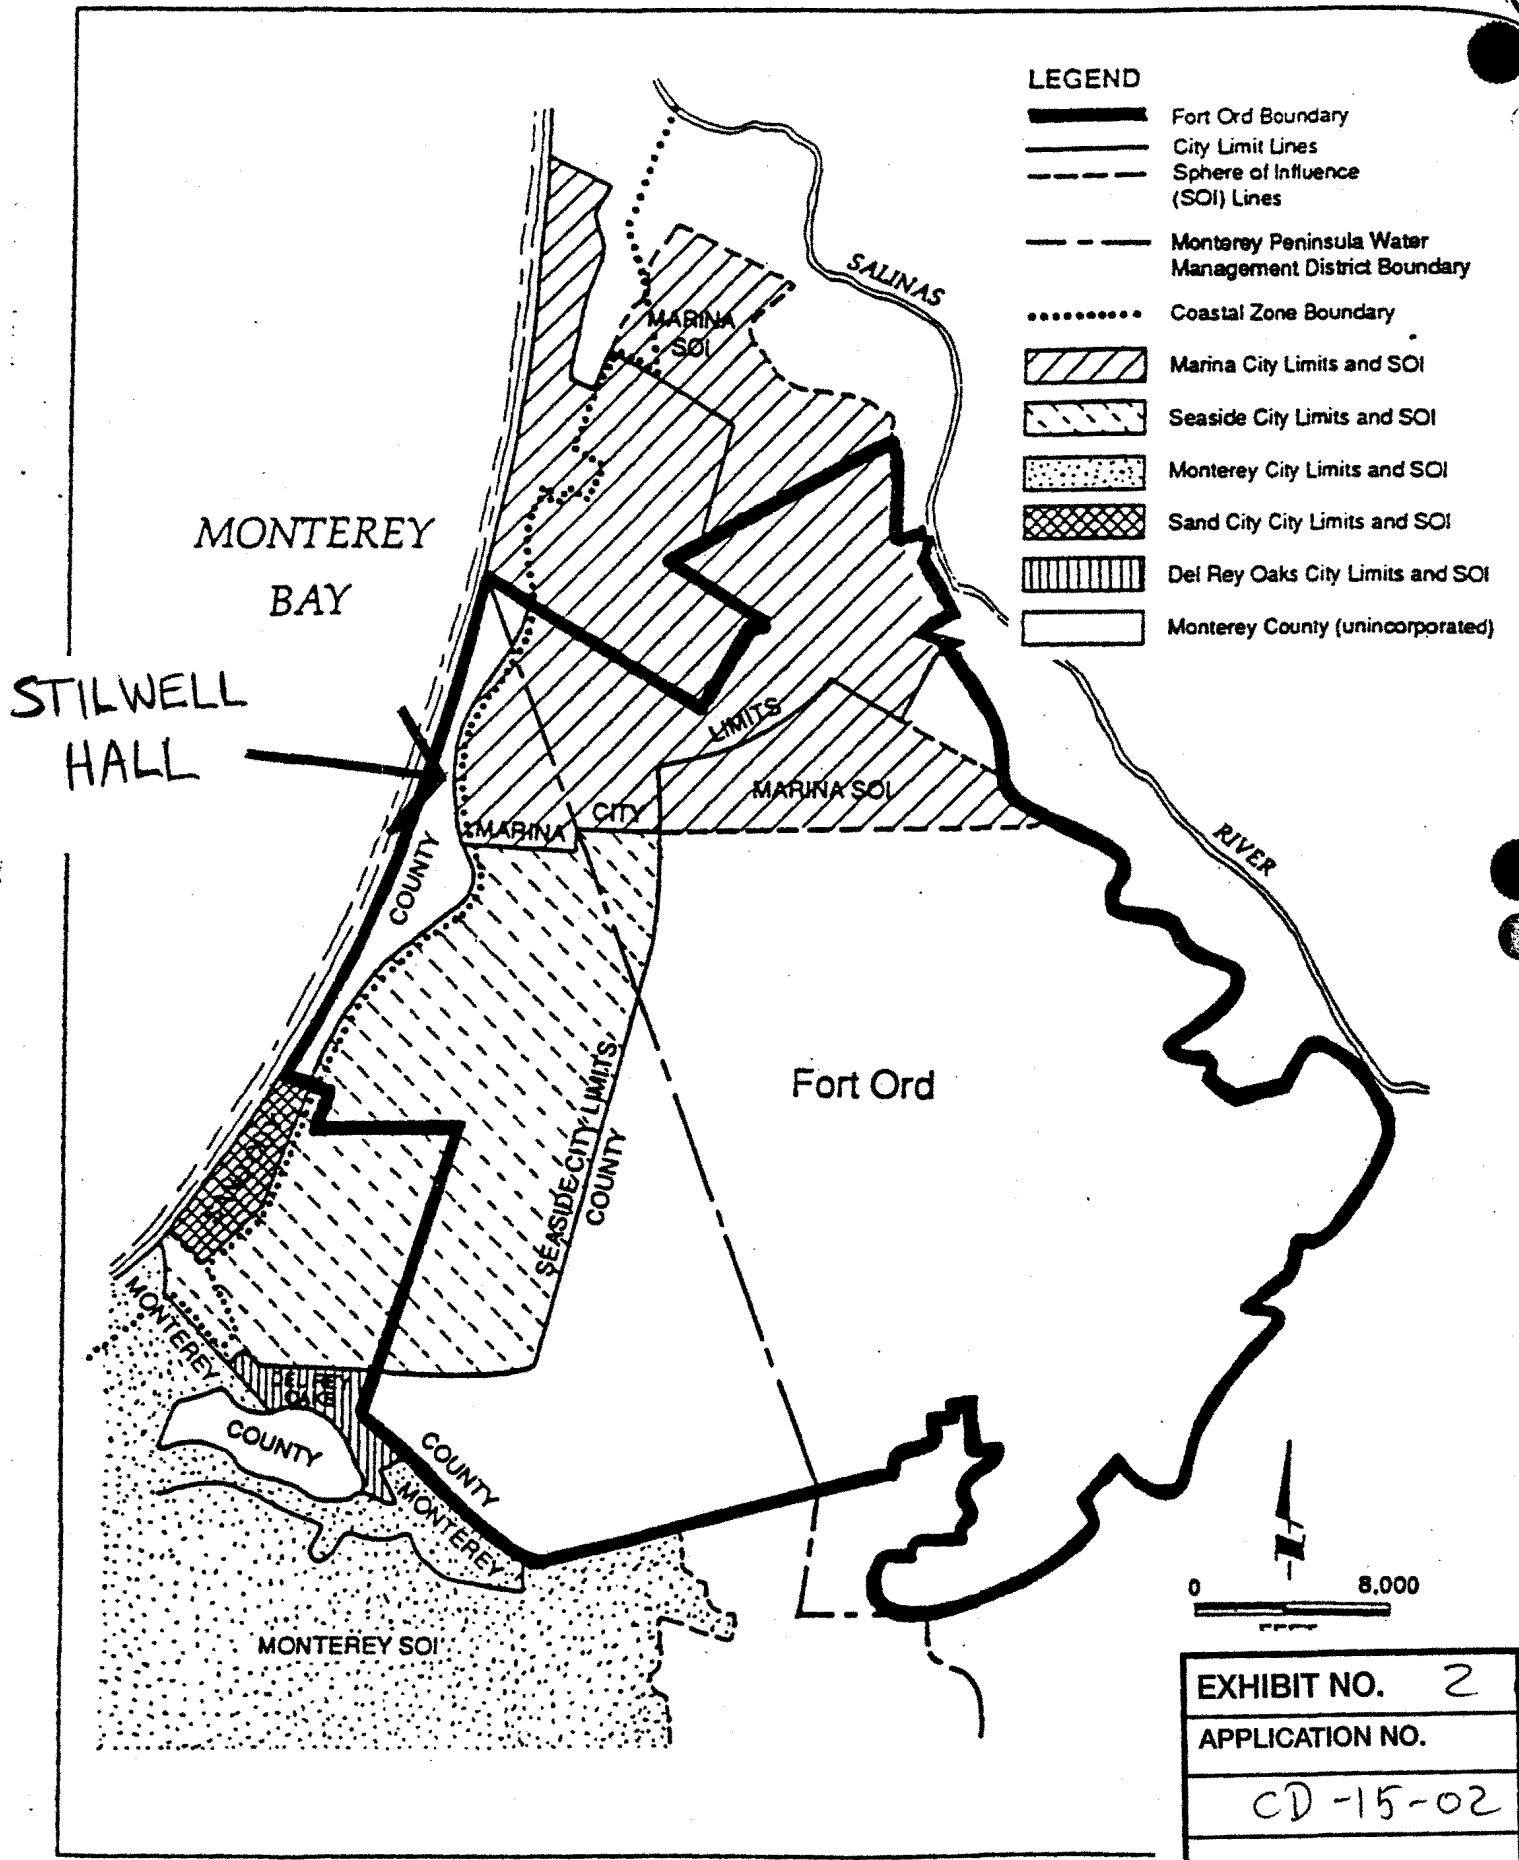 LEGEND
Fort Ord Boundary
City Limit Lines
Sphere of Influence
(SOI) Lines
Monterey Peninsula Water
Management District Boundary
Coastal Zone Boundary
Marina City Limits and SOI
Seaside City Limits and SOI
Monterey City Limits and SOI
Sand City City Limits and SOI
Del Rey Oaks City Limits and SOI
Monterey County (unincorporated)
SALINAS
MARINA
SOI
MONTEREY
BAY
STILWELL
HALL
LIMITS
MARINA SOI
CITY
MARINA
COUNTY
RIVER
Fort Ord
SEASIDE CITY LIMITS
COUNTY
MONTEREY
DEL REY
OAKS
COUNTY
COUNTY
MONTEREY
MONTEREY SOI
0 8,000
EXHIBIT NO. 2
APPLICATION NO.
CD-15-02